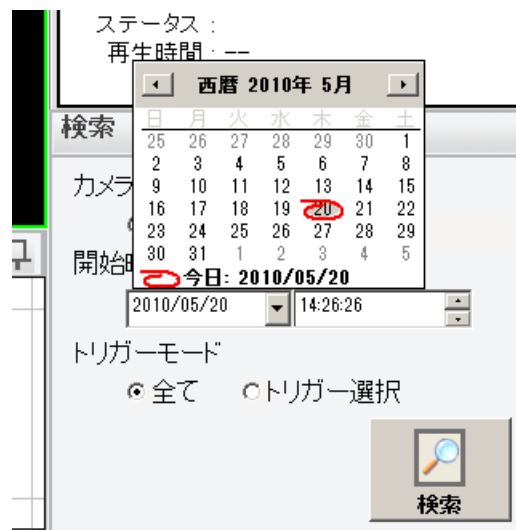 ステータス :
再生時間 : --
西暦 2010年 5月
検索
日 月 火 水 木 金 土
25 26 27 28 29 30 1
2 3 4 5 6 7 8
カメラ
9 10 11 12 13 14 15
16 17 18 19 20 21 22
23 24 25 26 27 28 29
開始
30 31 1 2 3 4 5
今日: 2010/05/20
2010/05/20 14:26:26
トリガーモード
全て トリガー選択
検索